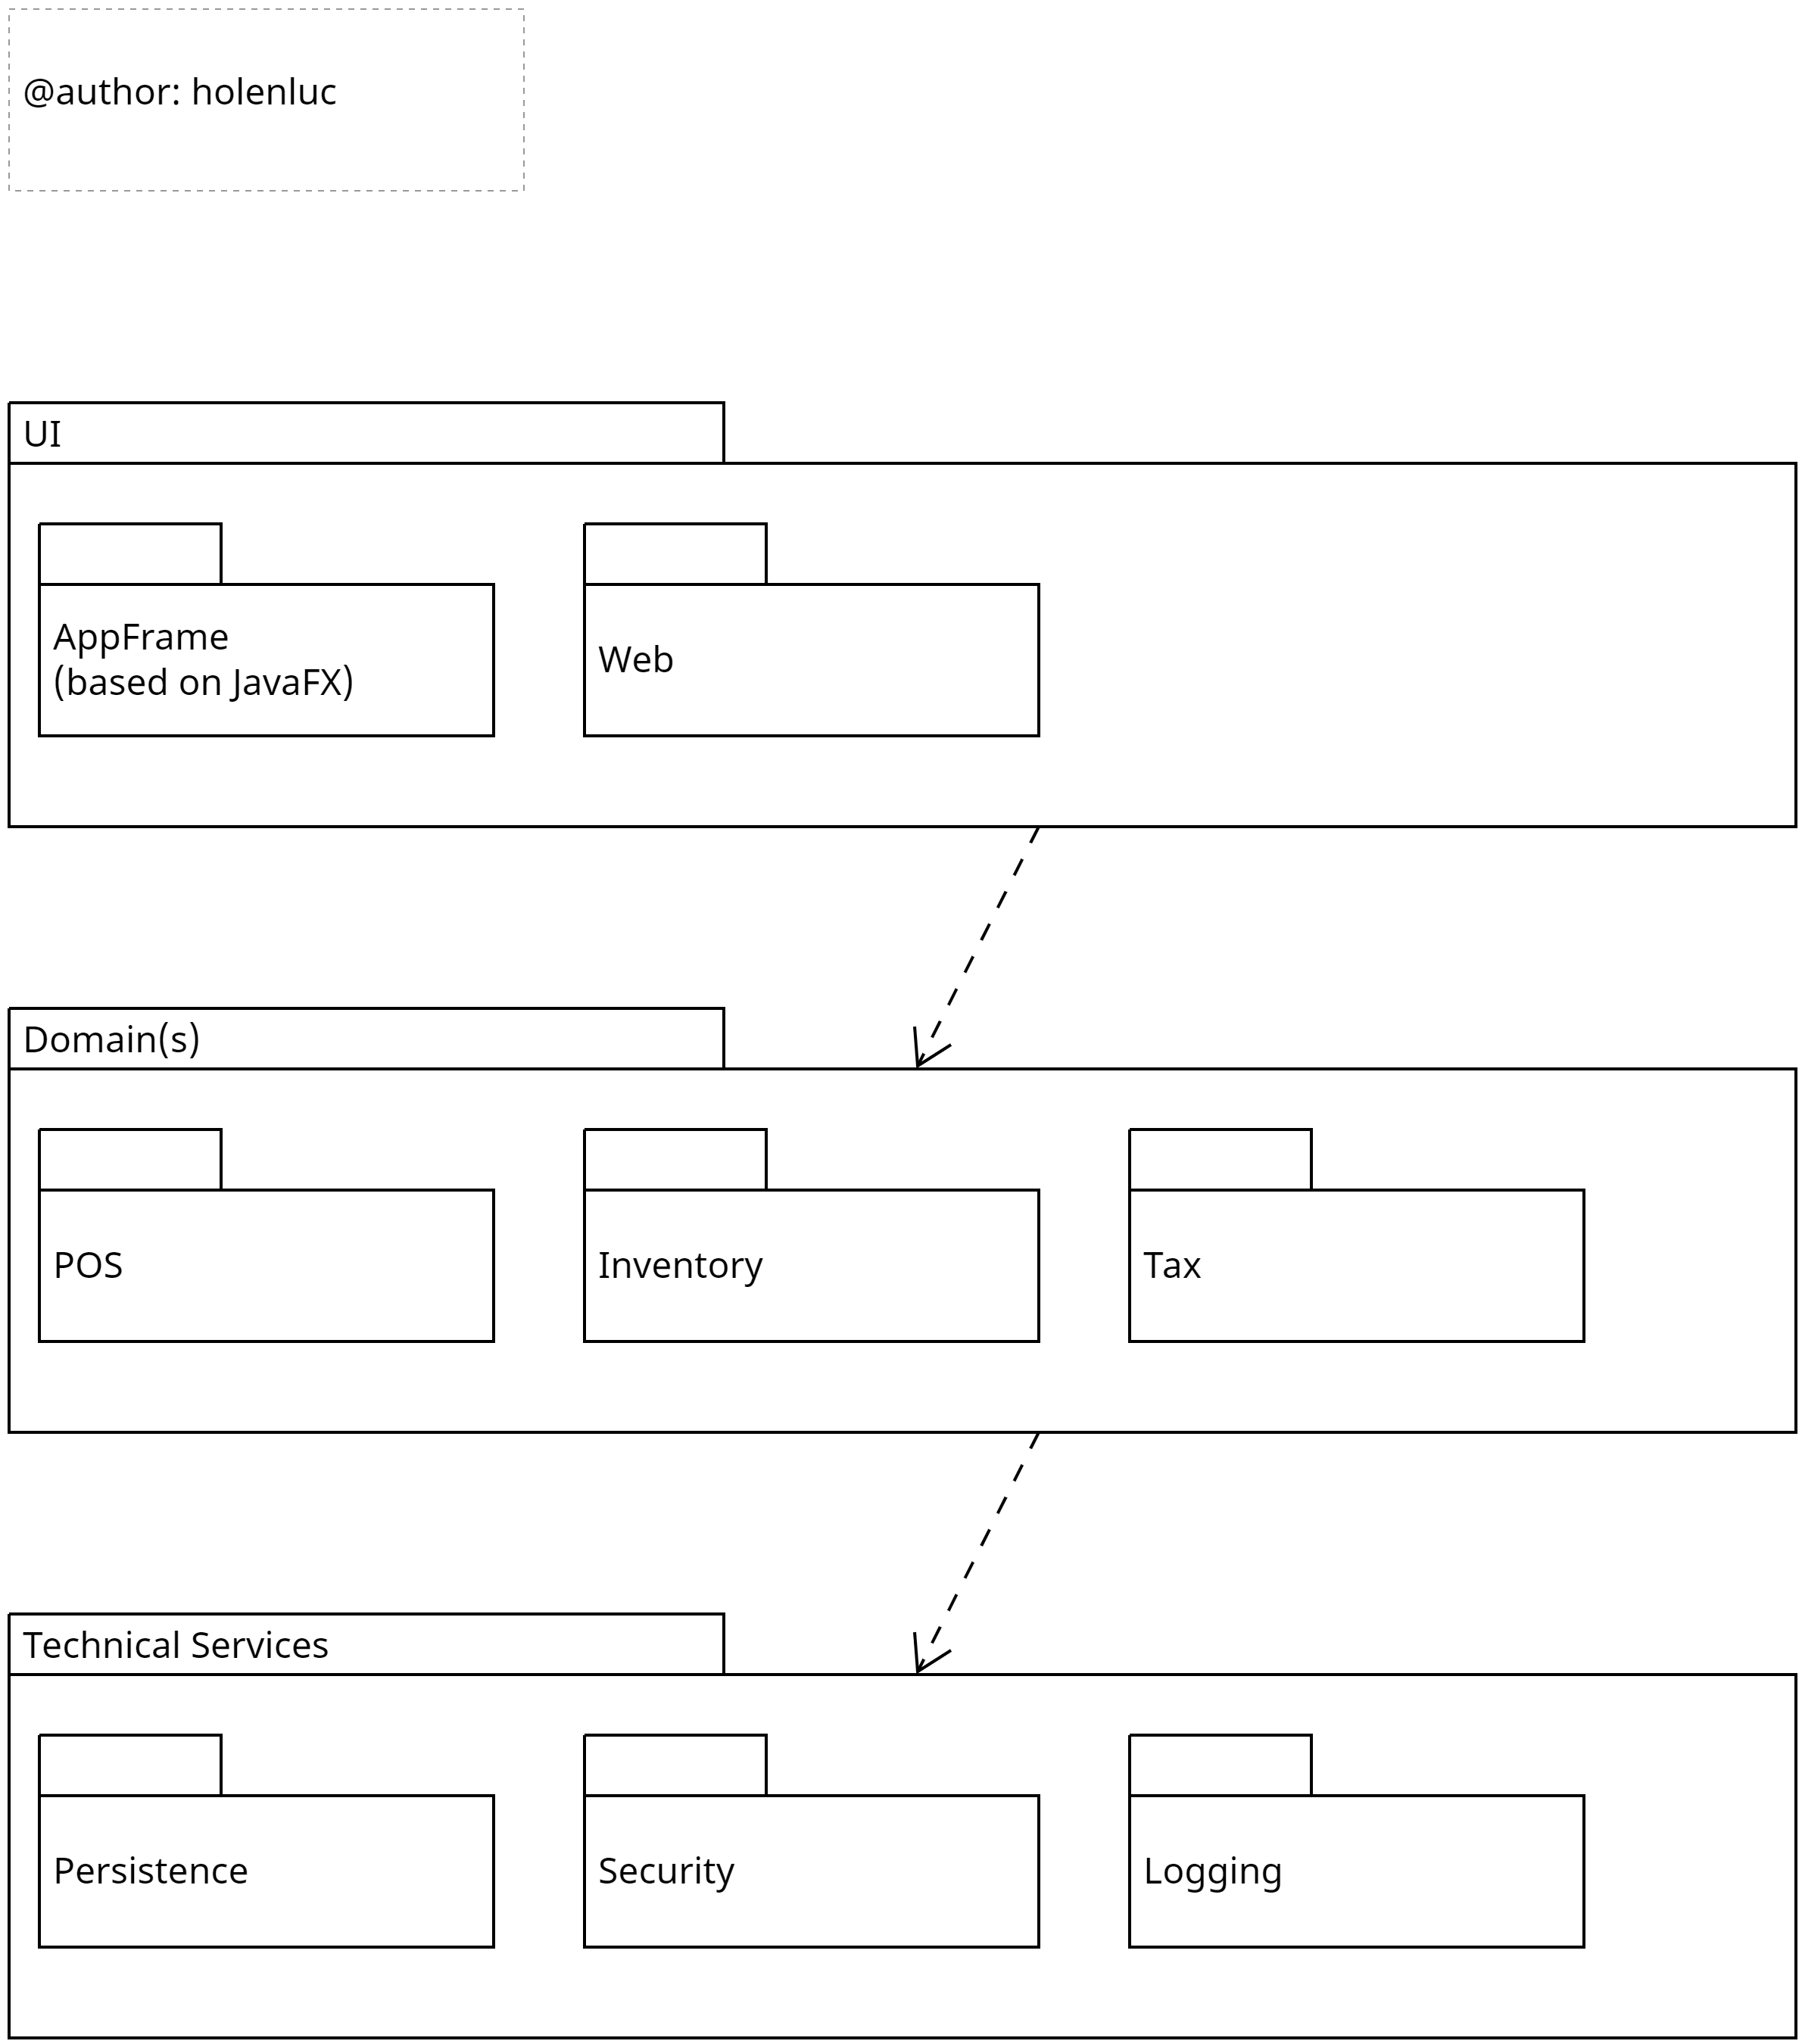 @author: holenluc
UI
AppFrame
(based on JavaFX)
Web
Domain(s)
POS
Inventory
Tax
Technical Services
Persistence
Security
Logging